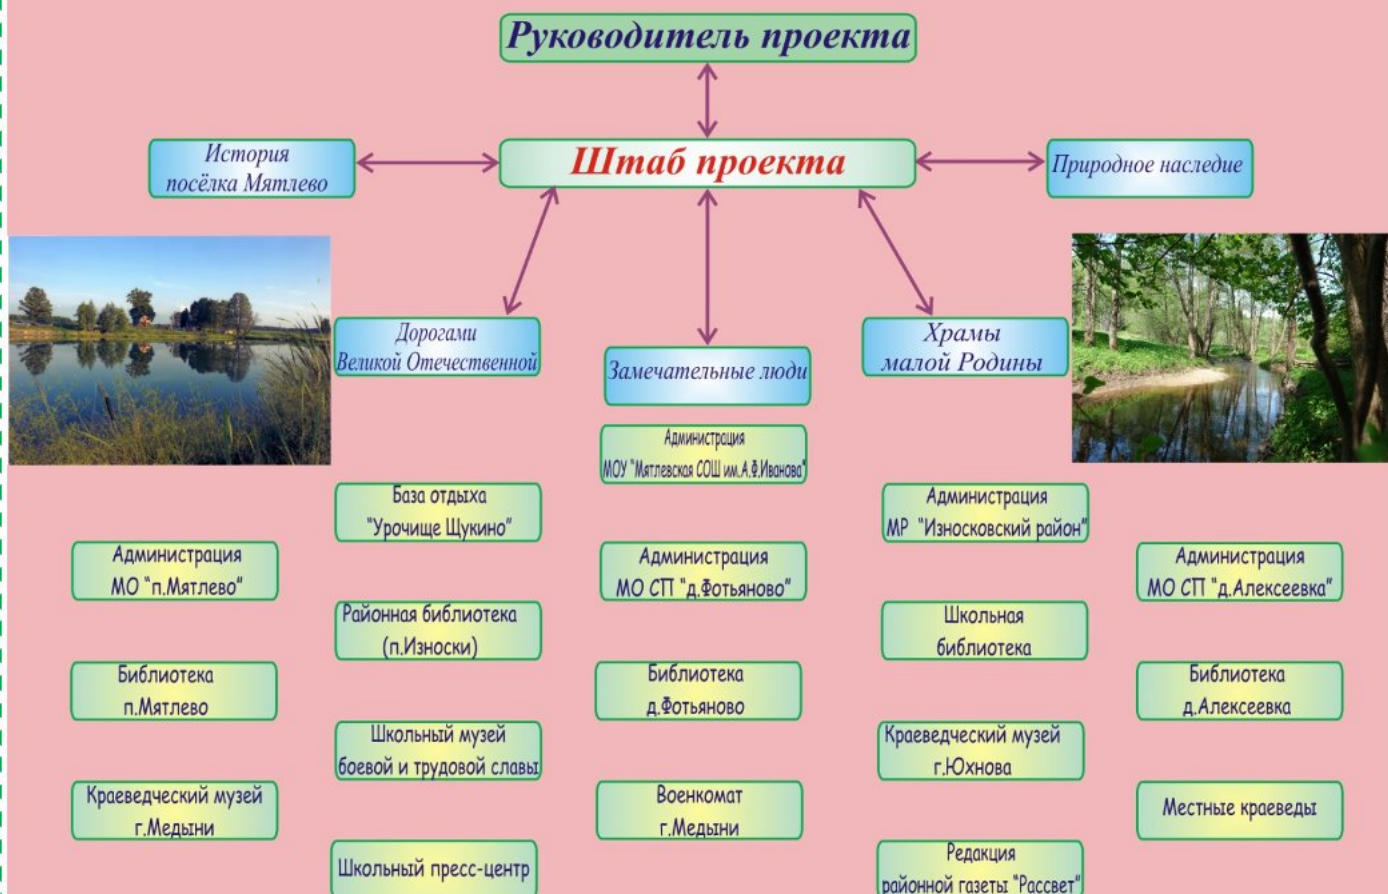 Руководитель проекта
Штаб проекта
История
посёлка Мятлево
Природное наследие
Дорогами
Великой Отечественной
Замечательные люди
Храмы
малой Родины
Администрация
МОУ "Мятлевская СОШ им.А.Ф.Иванова"
База отдыха
"Урочище Щукино"
Администрация
МР "Износковский район"
Администрация
МО "п.Мятлево"
Администрация
МО СП "д.Фотьяново"
Администрация
МО СП "д.Алексеевка"
Районная библиотека
(п.Износки)
Школьная
библиотека
Библиотека
п.Мятлево
Библиотека
д.Фотьяново
Библиотека
д.Алексеевка
Школьный музей
боевой и трудовой славы
Краеведческий музей
г.Юхнова
Краеведческий музей
г.Медыни
Военкомат
г.Медыни
Местные краеведы
Школьный пресс-центр
Редакция
районной газеты "Рассвет"